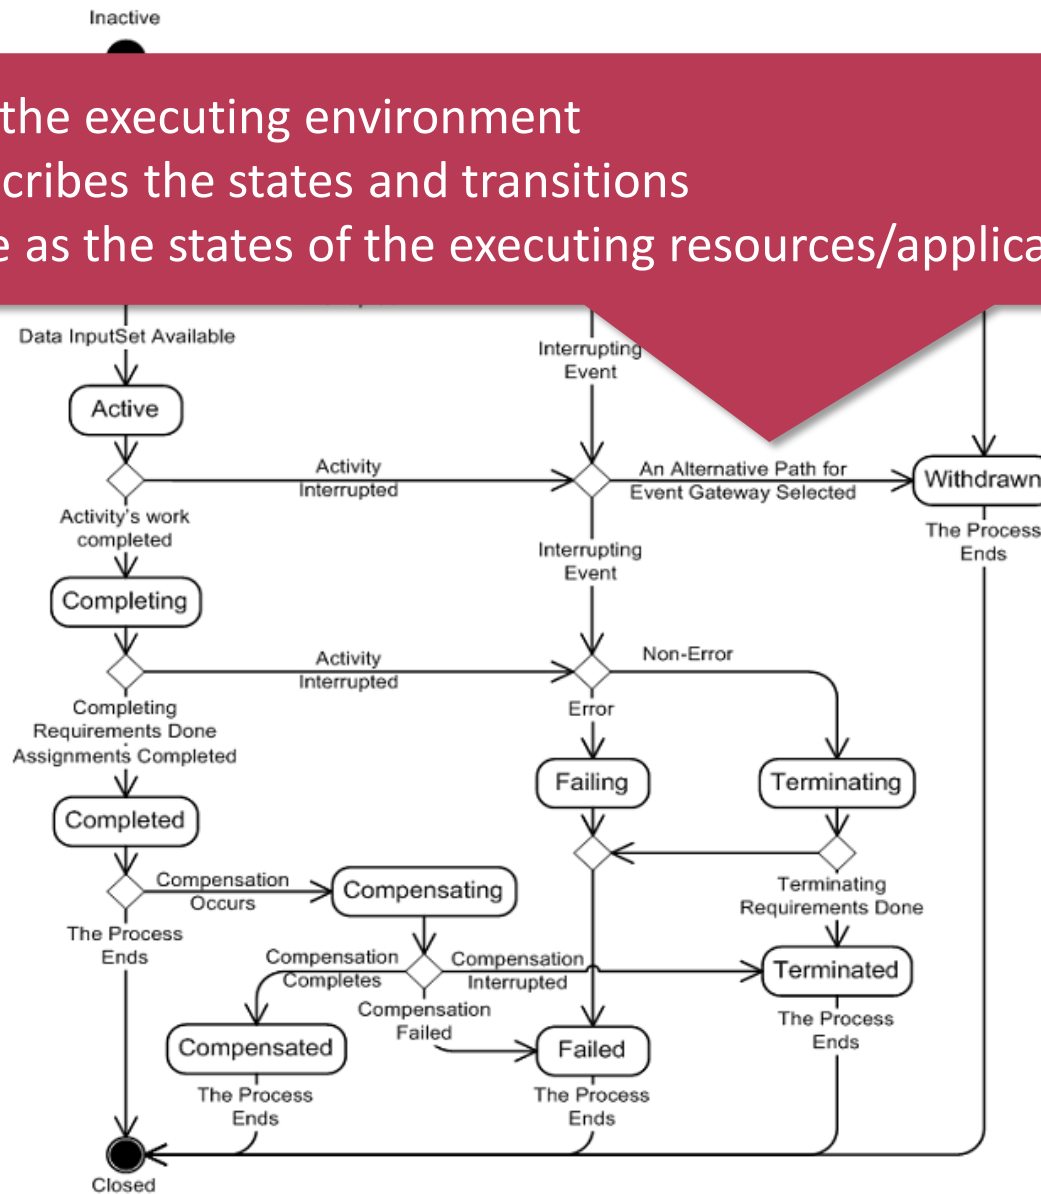 Inactive
the executing environment
cribes the states and transitions
e as the states of the executing resources/applica
Data InputSet Available
Interrupting
Event
Active
Activity
Interrupted
An Alternative Path for
Event Gateway Selected
Withdrawn
Activity's work
completed
The Process
Ends
Interrupting
Event
Completing
Activity
Interrupted
Non-Error
Completing
Requirements Done
Assignments Completed
Error
Failing
Terminating
Completed
Compensation
Occurs
Compensating
Terminating
Requirements Done
The Process
Ends
Compensation
Completes
Compensation
Interrupted
Terminated
Compensation
Failed
The Process
Ends
Compensated
Failed
The Process
Ends
The Process
Ends
Closed